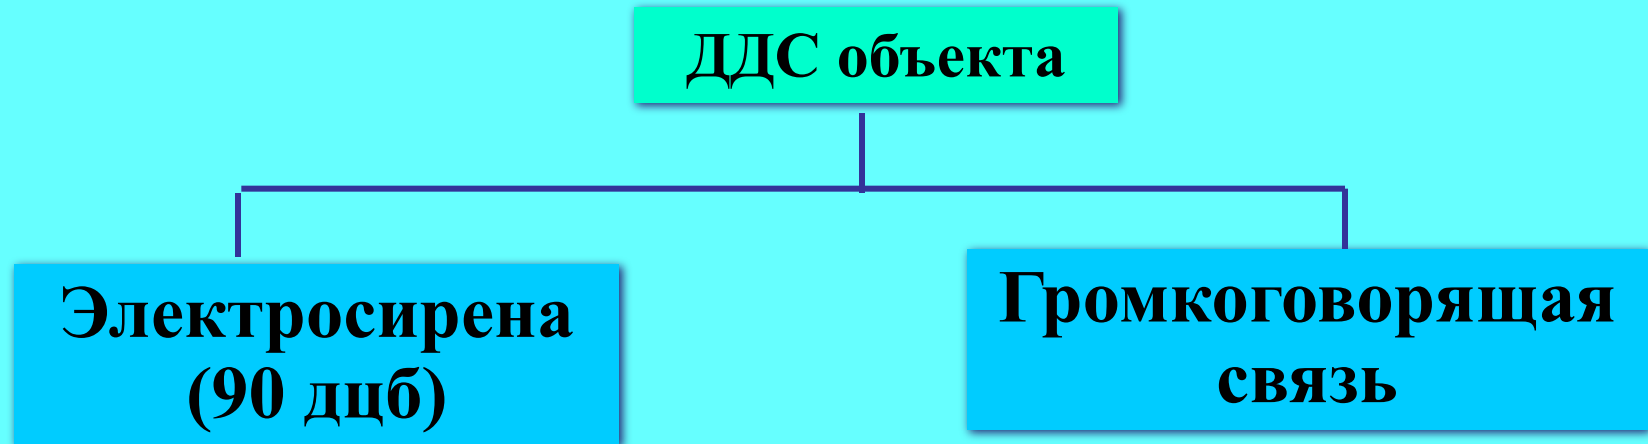 ДДС объекта
Электросирена
(90 дцб)
Громкоговорящая
связь